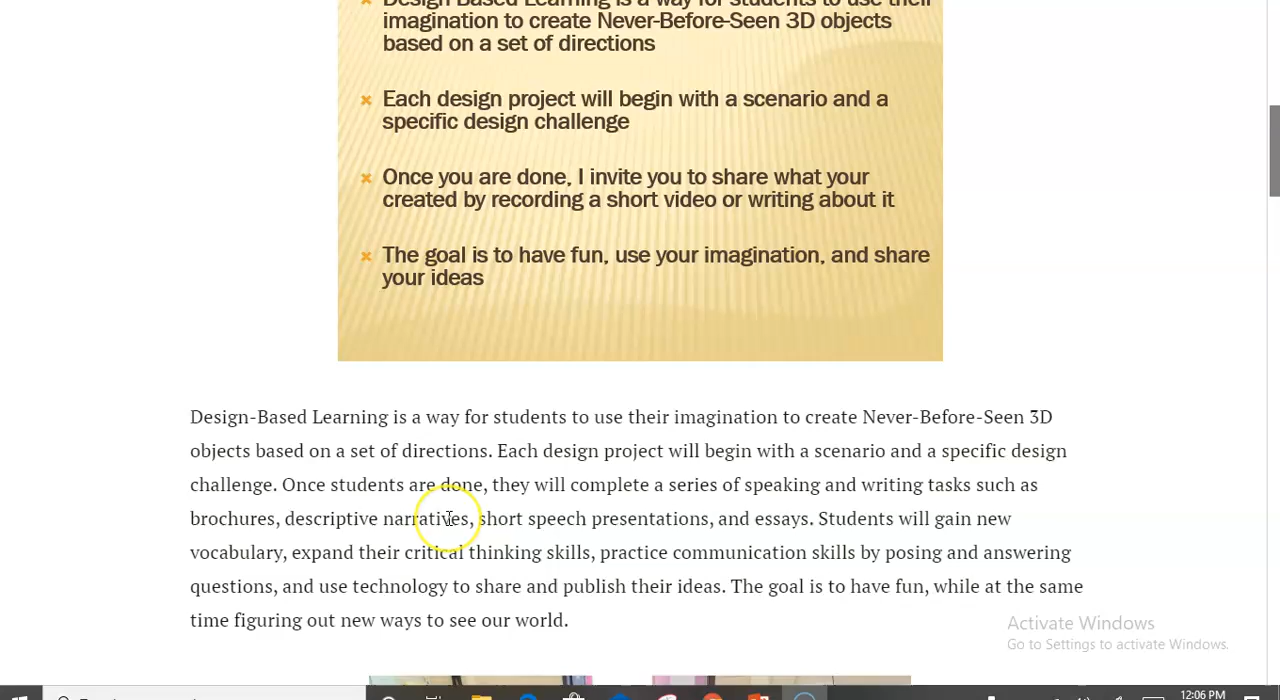 Design Based Learning is a way for students to use their
imagination to create Never-Before-Seen 3D objects
based on a set of directions
Each design project will begin with a scenario and a
specific design challenge
Once you are done, I invite you to share what your
created by recording a short video or writing about it
The goal is to have fun, use your imagination, and share
your ideas
Design-Based Learning is a way for students to use their imagination to create Never-Before-Seen 3D
objects based on a set of directions. Each design project will begin with a scenario and a specific design
challenge. Once students are done, they will complete a series of speaking and writing tasks such as
brochures, descriptive narratives, short speech presentations, and essays. Students will gain new
vocabulary, expand their critical thinking skills, practice communication skills by posing and answering
questions, and use technology to share and publish their ideas. The goal is to have fun, while at the same
time figuring out new ways to see our world.
Activate Windows
Go to Settings to activate Windows.
12:06 PM